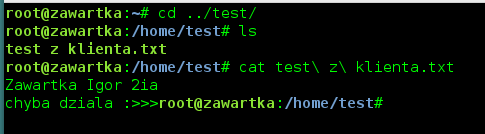 root@zawartka:~# cd ../test/
root@zawartka:/home/test# ls
test z klienta.txt
root@zawartka:/home/test# cat test\ z\ klienta.txt
Zawartka Igor 2ia
chyba dziala :>>>root@zawartka:/home/test#